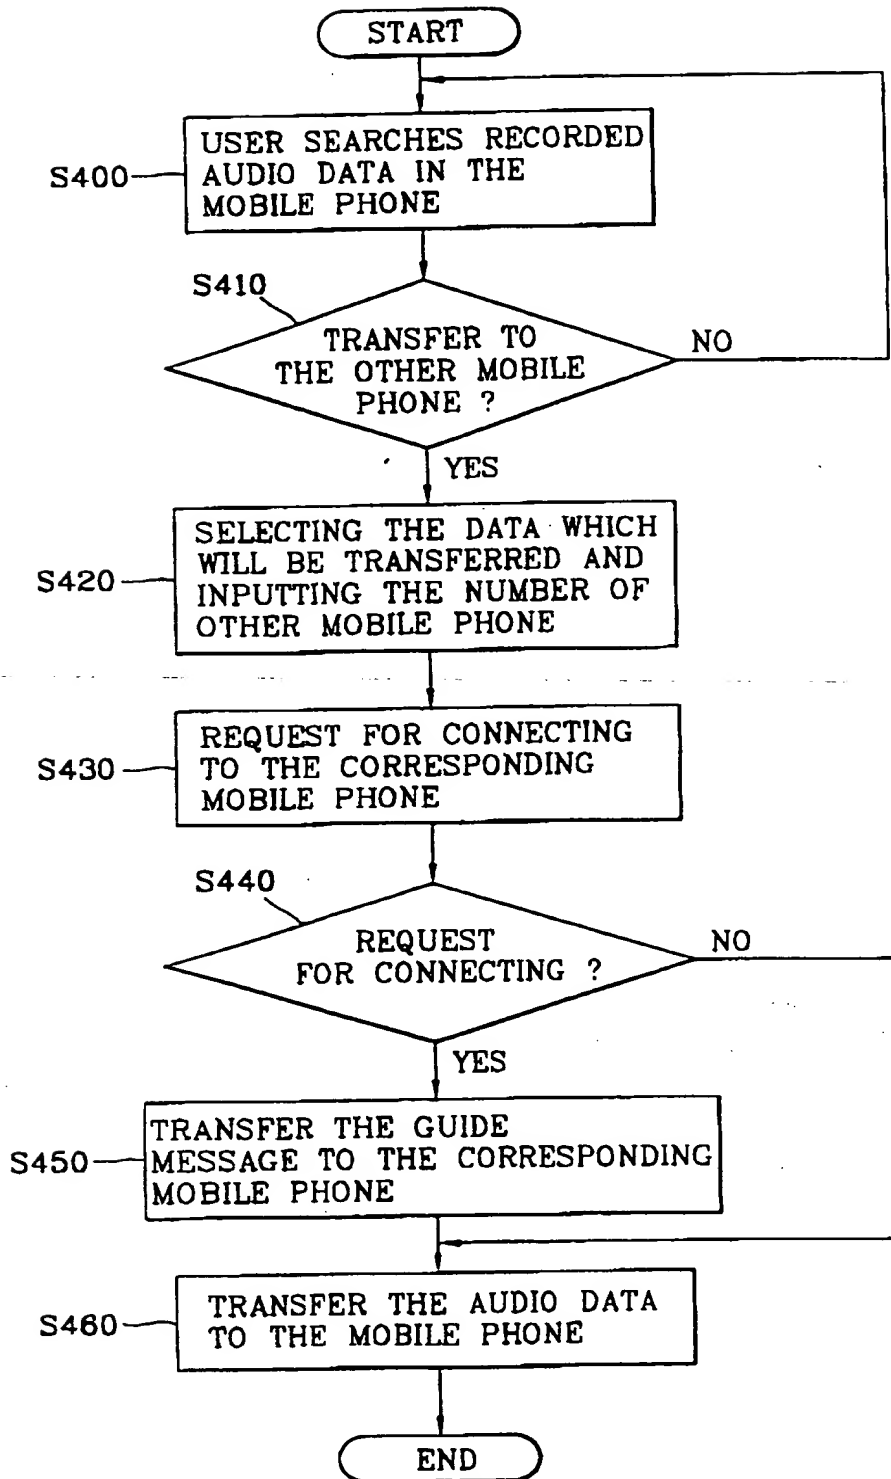 START
S400
USER SEARCHES RECORDED
AUDIO DATA IN THE
MOBILE PHONE
S410
TRANSFER TO
THE OTHER MOBILE
PHONE ?
NO
YES
S420
SELECTING THE DATA WHICH
WILL BE TRANSFERRED AND
INPUTTING THE NUMBER OF
OTHER MOBILE PHONE
S430
REQUEST FOR CONNECTING
TO THE CORRESPONDING
MOBILE PHONE
S440
REQUEST
FOR CONNECTING ?
NO
YES
S450
TRANSFER THE GUIDE
MESSAGE TO THE CORRESPONDING
MOBILE PHONE
S460
TRANSFER THE AUDIO DATA
TO THE MOBILE PHONE
END